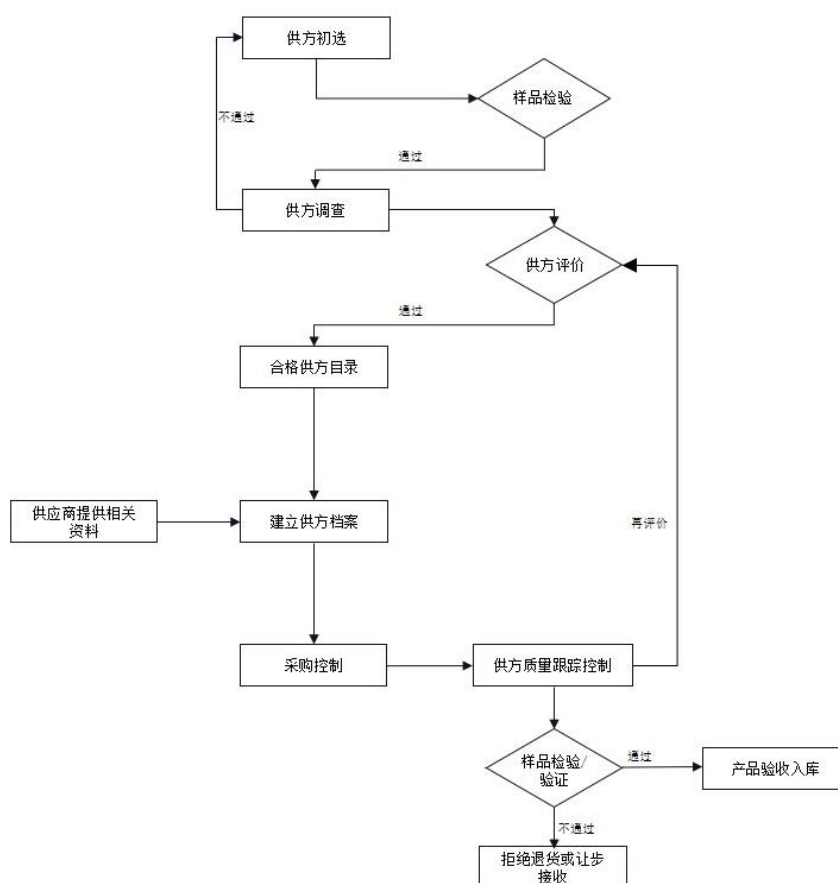 供方初选
样品检验
不通过
通过
供方调查
供方评价
通过
合格供方目录
供应商提供相关
资料
建立供方档案
再评价
采购控制
供方质量跟踪控制
样品检验/
验证
通过
产品验收入库
不通过
拒绝退货或让步
接收